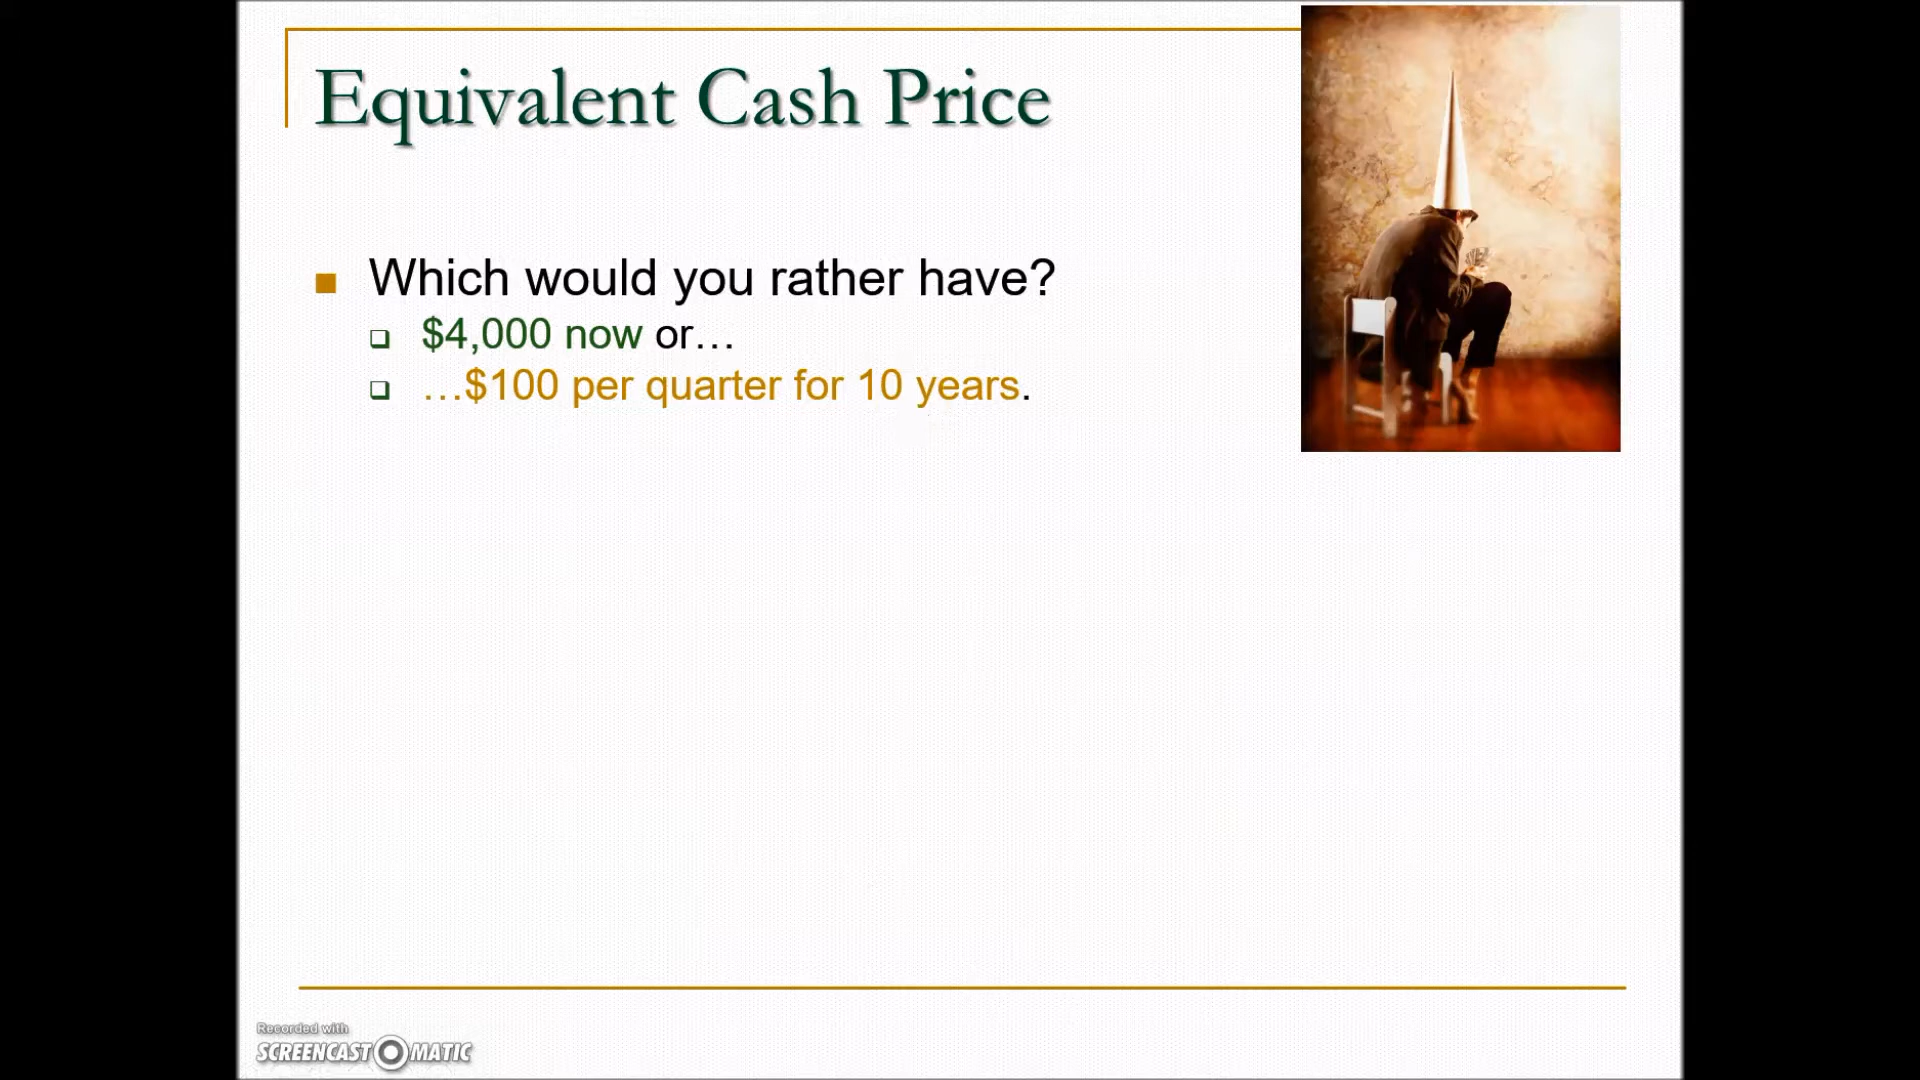 Equivalent Cash Price
Which would you rather have?
$4,000 now or…
…$100 per quarter for 10 years.
Recorded with
SCREENCAST MATIC